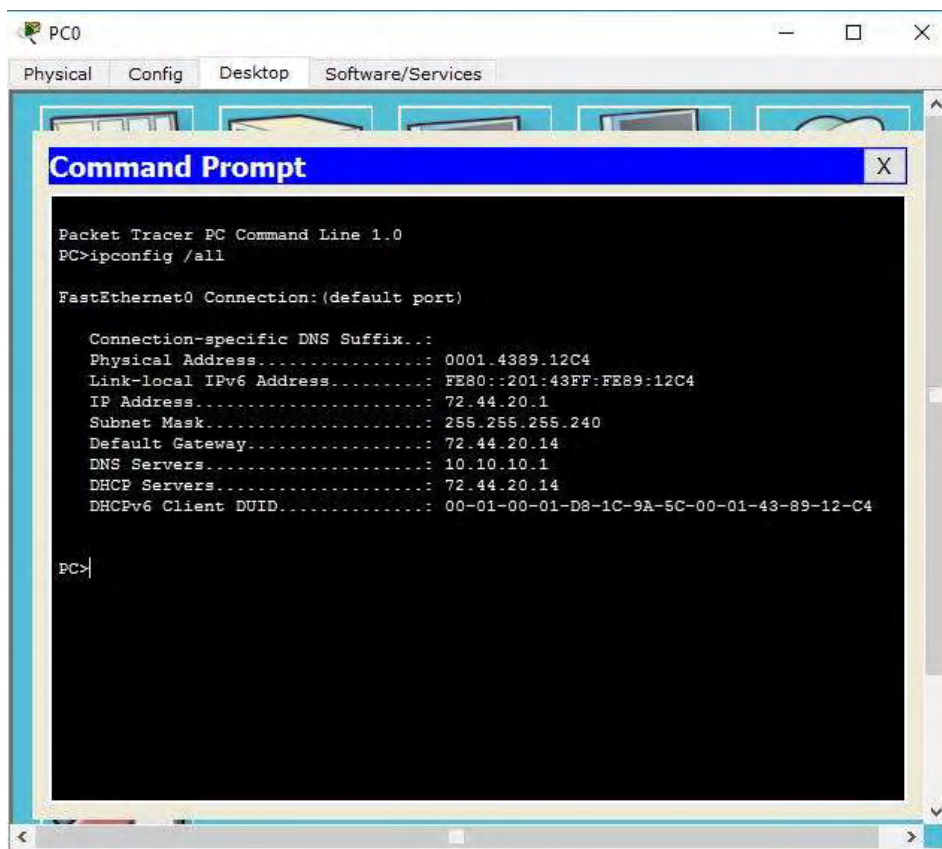 PC0
Physical Config Desktop Software/Services
Command Prompt
X
Packet Tracer PC Command Line 1.0
PC>ipconfig /all
FastEthernet0 Connection:(default port)
Connection-specific DNS Suffix..:
Physical Address................: 0001.4389.12C4
Link-local IPv6 Address.........: FE80::201:43FF:FE89:12C4
IP Address......................: 72.44.20.1
Subnet Mask.....................: 255.255.255.240
Default Gateway.................: 72.44.20.14
DNS Servers.....................: 10.10.10.1
DHCP Servers....................: 72.44.20.14
DHCPv6 Client DUID..............: 00-01-00-01-D8-1C-9A-5C-00-01-43-89-12-C4
PC>